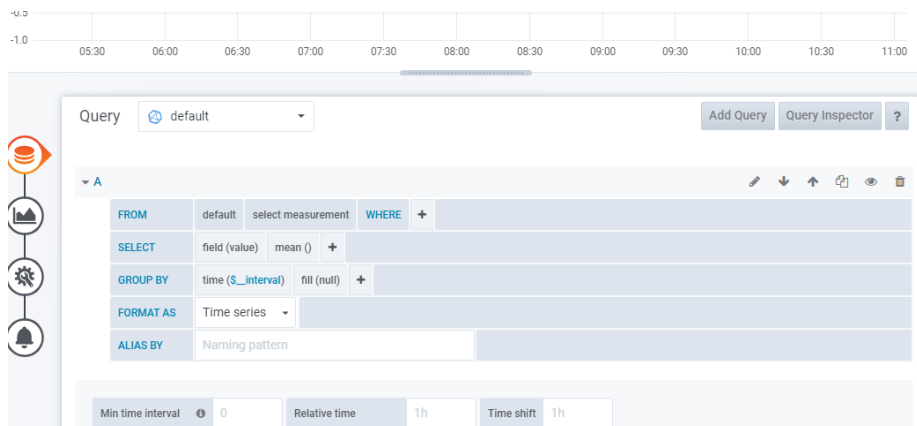 -0.5
-1.0
05:30 06:00 06:30 07:00 07:30 08:00 08:30 09:00 09:30 10:00 10:30 11:00
Query default Add Query Query Inspector ?
A
FROM default select measurement WHERE +
SELECT field (value) mean () +
GROUP BY time ($__interval) fill (null) +
FORMAT AS Time series
ALIAS BY Naming pattern
Min time interval 0 Relative time 1h Time shift 1h